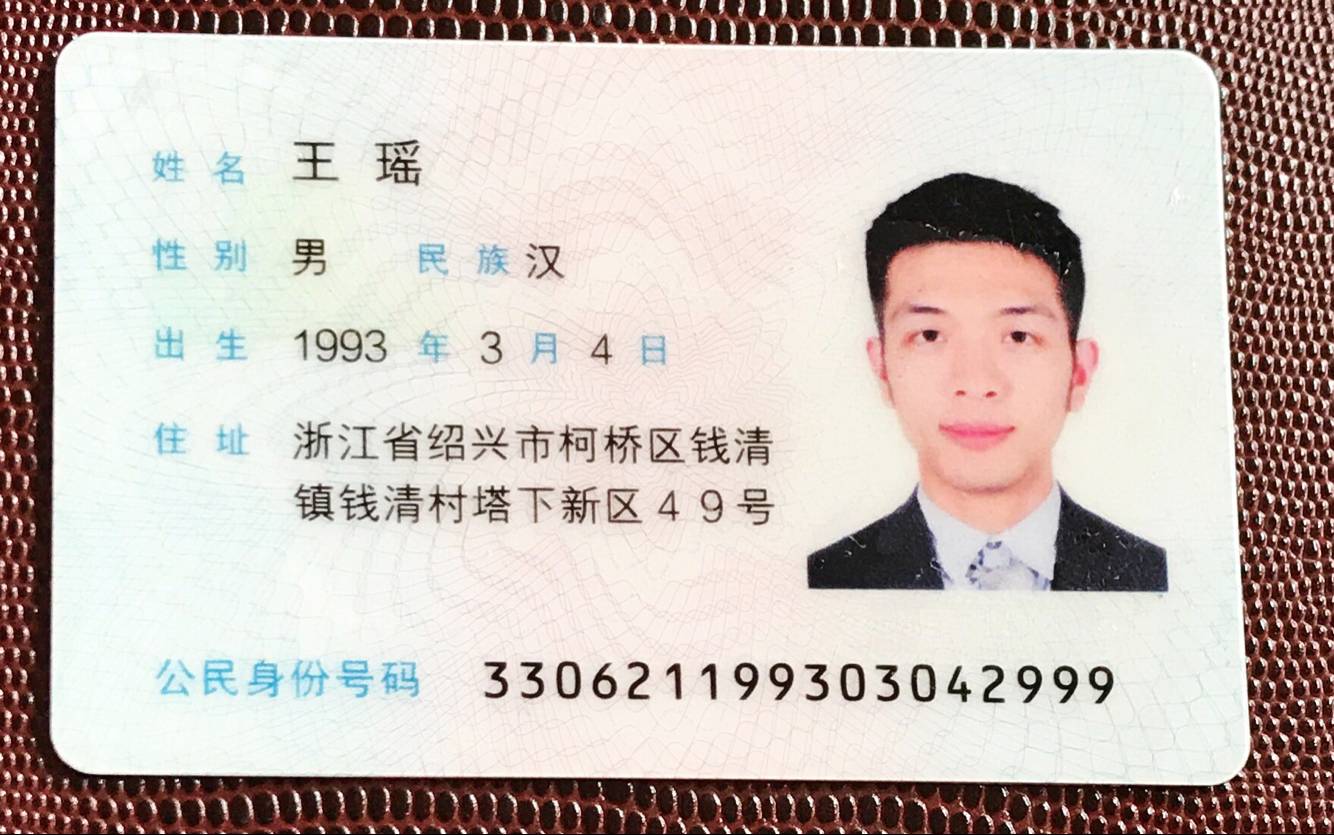 姓名 王瑶
性别 男 民族 汉
出生 1993 年 3 月 4 日
住址 浙江省绍兴市柯桥区钱清
镇钱清村塔下新区49号
公民身份号码 330621199303042999